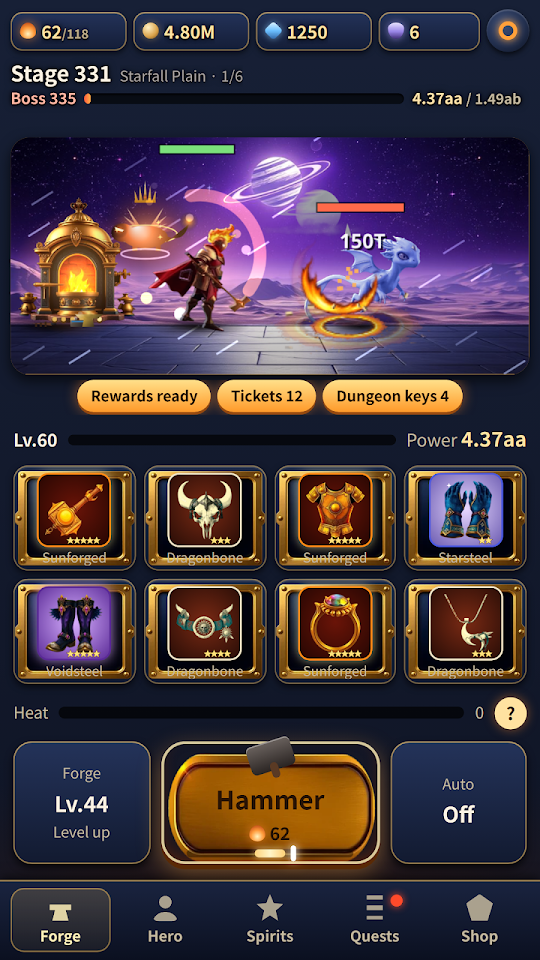 62/118 4.80M 1250 6
Stage 331 Starfall Plain · 1/6
Boss 335 4.37aa / 1.49ab
150T
Rewards ready Tickets 12 Dungeon keys 4
Lv.60 Power 4.37aa
Sunforged Dragonbone Sunforged Starsteel
Voidsteel Dragonbone Sunforged Dragonbone
Heat 0 ?
Forge
Lv.44
Level up
Hammer
62
Auto
Off
Forge Hero Spirits Quests Shop